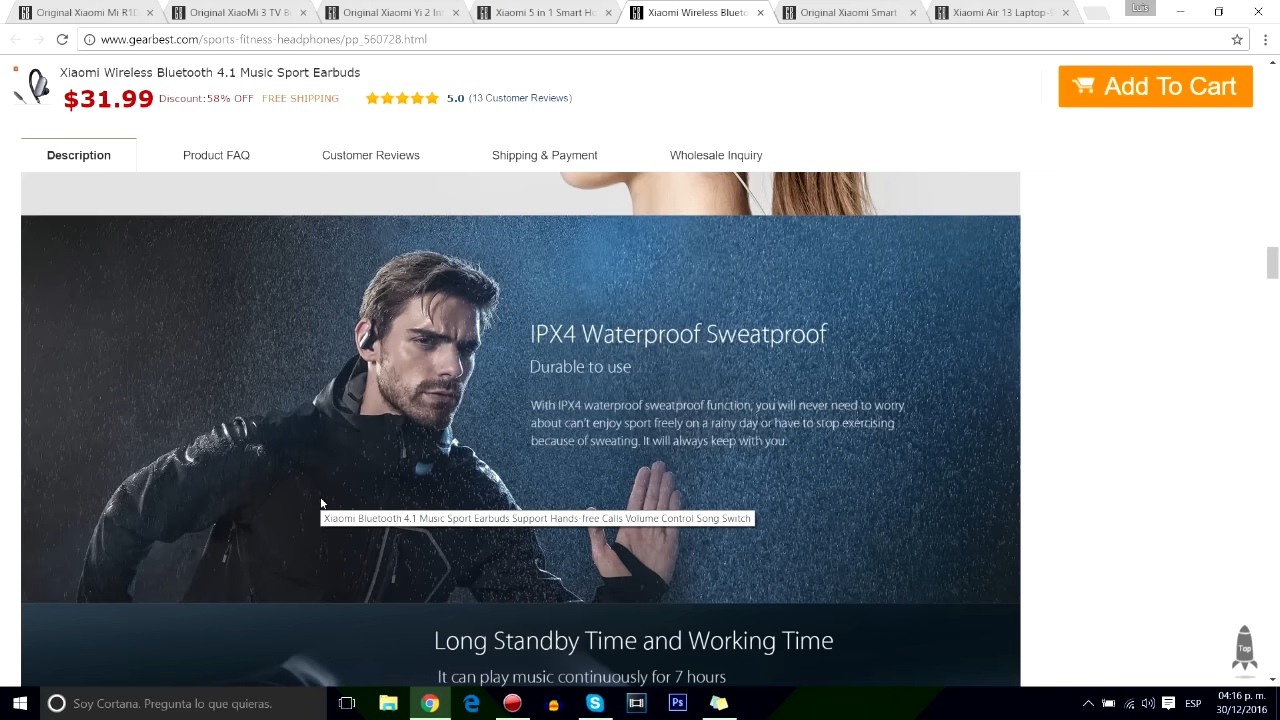 Original Xiaomi Mi R1D
Original XiaoMi 3 TV B
Original Xiaomi Yi 2 In
Original XiaoMi 5 in 1 Smart H
Xiaomi Wireless Blueto
Original Xiaomi Smart
Xiaomi Air 13 Laptop-
Luis
www.gearbest.com/sports-fitness-headphones/pp_560728.html
Xiaomi Wireless Bluetooth 4.1 Music Sport Earbuds
$31.99 Discount:58% OFF FREE SHIPPING 5.0 (13 Customer Reviews)
Add To Cart
Description Product FAQ Customer Reviews Shipping & Payment Wholesale Inquiry
IPX4 Waterproof Sweatproof
Durable to use
With IPX4 waterproof sweatproof function, you will never need to worry
about can't enjoy sport freely on a rainy day or have to stop exercising
because of sweating. It will always keep with you.
Xiaomi Bluetooth 4.1 Music Sport Earbuds Support Hands-free Calls Volume Control Song Switch
Long Standby Time and Working Time
It can play music continuously for 7 hours
Top
Soy Cortana. Pregunta lo que quieras.
ESP
04:16 p. m.
30/12/2016